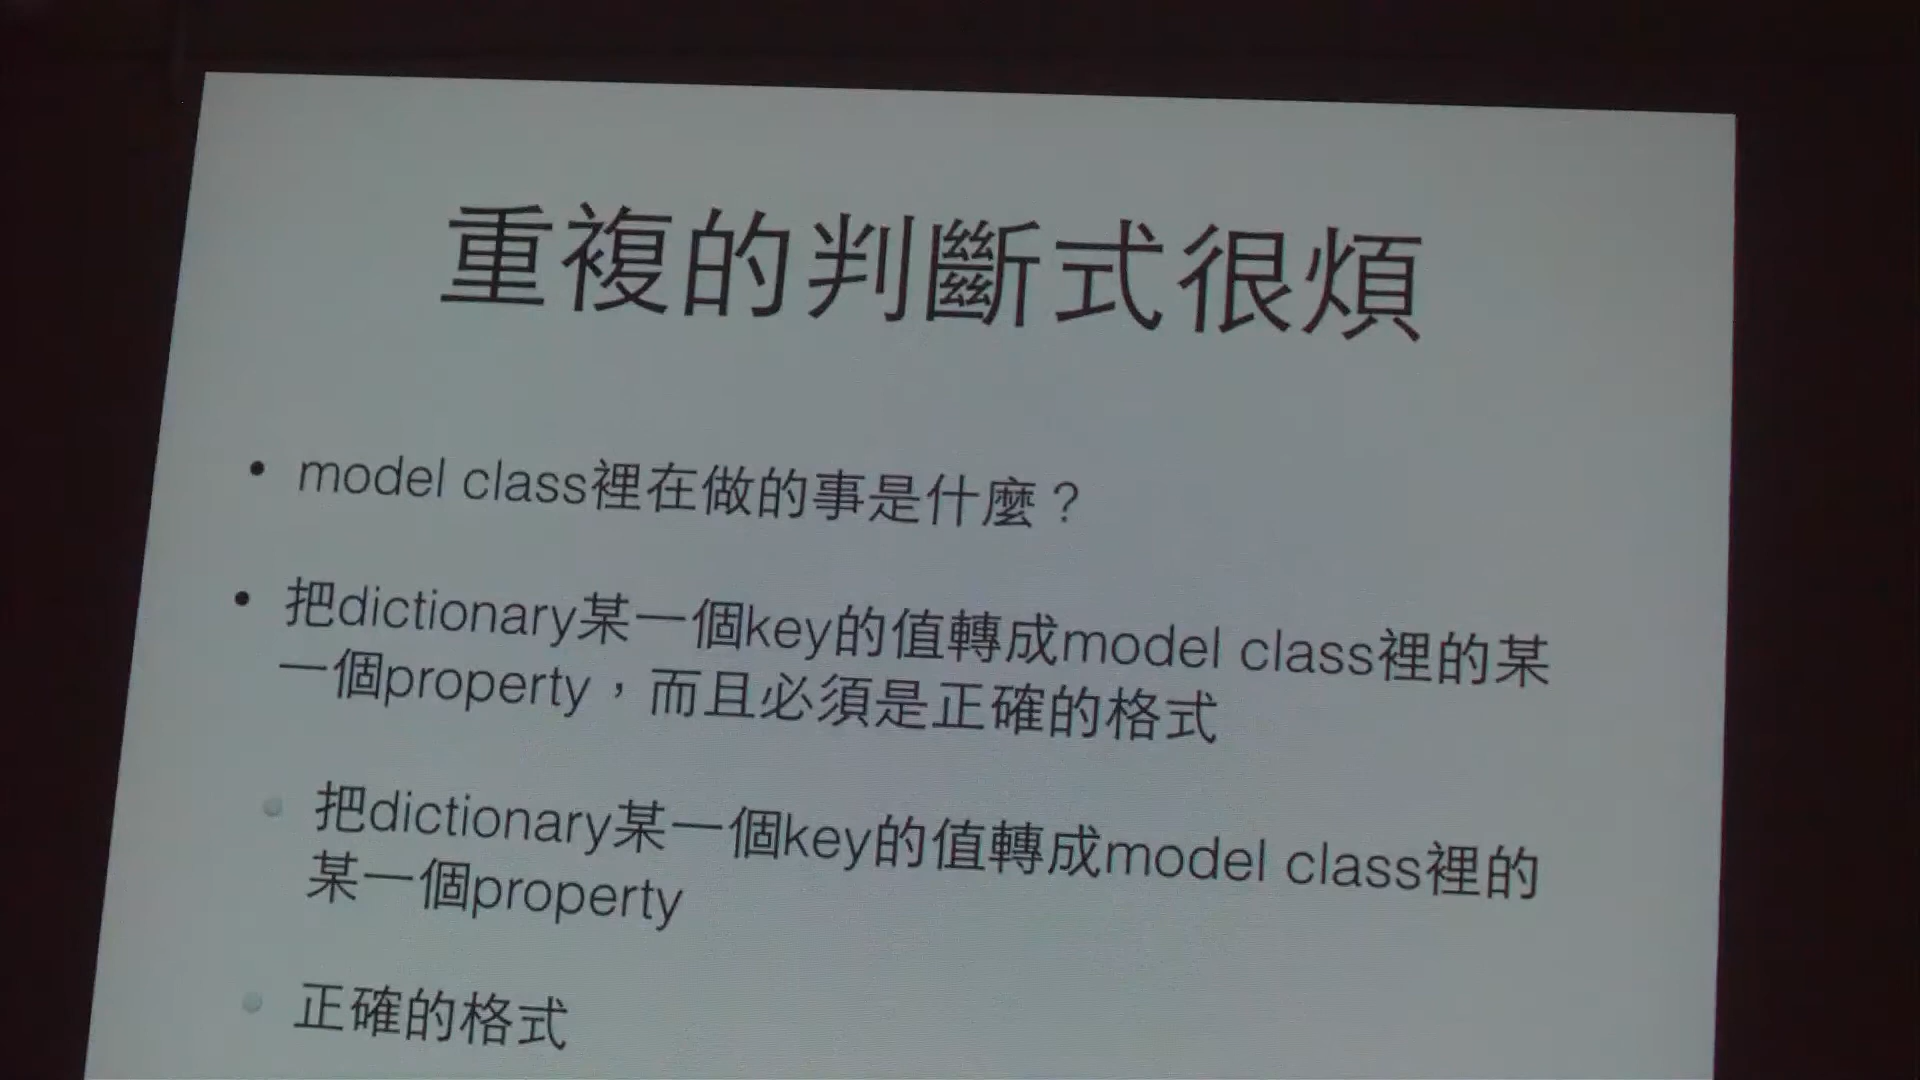 重複的判斷式很煩
• model class裡在做的事是什麼？
• 把dictionary某一個key的值轉成model class裡的某
一個property，而且必須是正確的格式
• 把dictionary某一個key的值轉成model class裡的
某一個property
• 正確的格式